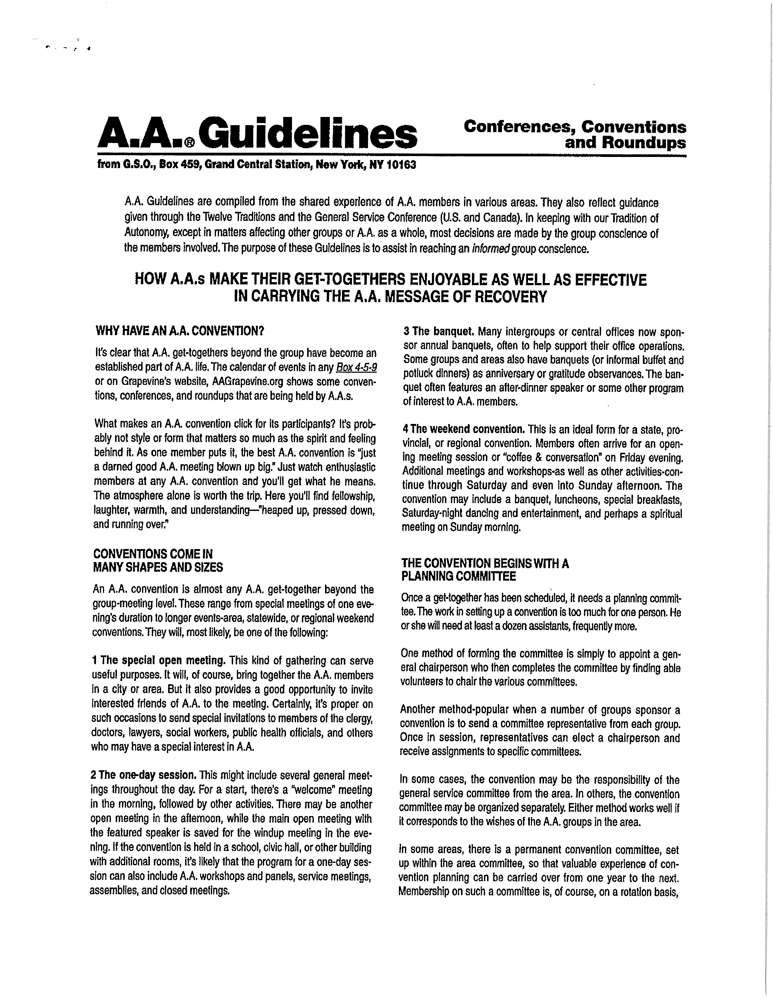 A.A.® Guidelines
Conferences, Conventions
and Roundups
from G.S.O., Box 459, Grand Central Station, New York, NY 10163
A.A. Guidelines are compiled from the shared experience of A.A. members in various areas. They also reflect guidance
given through the Twelve Traditions and the General Service Conference (U.S. and Canada). In keeping with our Tradition of
Autonomy, except in matters affecting other groups or A.A. as a whole, most decisions are made by the group conscience of
the members involved. The purpose of these Guidelines is to assist in reaching an informed group conscience.
HOW A.A.s MAKE THEIR GET-TOGETHERS ENJOYABLE AS WELL AS EFFECTIVE
IN CARRYING THE A.A. MESSAGE OF RECOVERY
WHY HAVE AN A.A. CONVENTION?
It's clear that A.A. get-togethers beyond the group have become an
established part of A.A. life. The calendar of events in any Box 4-5-9
or on Grapevine's website, AAGrapevine.org shows some conven-
tions, conferences, and roundups that are being held by A.A.s.
What makes an A.A. convention click for its participants? It's prob-
ably not style or form that matters so much as the spirit and feeling
behind it. As one member puts it, the best A.A. convention is "just
a darned good A.A. meeting blown up big." Just watch enthusiastic
members at any A.A. convention and you'll get what he means.
The atmosphere alone is worth the trip. Here you'll find fellowship,
laughter, warmth, and understanding—"heaped up, pressed down,
and running over."
CONVENTIONS COME IN
MANY SHAPES AND SIZES
An A.A. convention is almost any A.A. get-together beyond the
group-meeting level. These range from special meetings of one eve-
ning's duration to longer events-area, statewide, or regional weekend
conventions. They will, most likely, be one of the following:
1 The special open meeting. This kind of gathering can serve
useful purposes. It will, of course, bring together the A.A. members
in a city or area. But it also provides a good opportunity to invite
interested friends of A.A. to the meeting. Certainly, it's proper on
such occasions to send special invitations to members of the clergy,
doctors, lawyers, social workers, public health officials, and others
who may have a special interest in A.A.
2 The one-day session. This might include several general meet-
ings throughout the day. For a start, there's a "welcome" meeting
in the morning, followed by other activities. There may be another
open meeting in the afternoon, while the main open meeting with
the featured speaker is saved for the windup meeting in the eve-
ning. If the convention is held in a school, civic hall, or other building
with additional rooms, it's likely that the program for a one-day ses-
sion can also include A.A. workshops and panels, service meetings,
assemblies, and closed meetings.
3 The banquet. Many intergroups or central offices now spon-
sor annual banquets, often to help support their office operations.
Some groups and areas also have banquets (or informal buffet and
potluck dinners) as anniversary or gratitude observances. The ban-
quet often features an after-dinner speaker or some other program
of interest to A.A. members.
4 The weekend convention. This is an ideal form for a state, pro-
vincial, or regional convention. Members often arrive for an open-
ing meeting session or "coffee & conversation" on Friday evening.
Additional meetings and workshops-as well as other activities-con-
tinue through Saturday and even into Sunday afternoon. The
convention may include a banquet, luncheons, special breakfasts,
Saturday-night dancing and entertainment, and perhaps a spiritual
meeting on Sunday morning.
THE CONVENTION BEGINS WITH A
PLANNING COMMITTEE
Once a get-together has been scheduled, it needs a planning commit-
tee. The work in setting up a convention is too much for one person. He
or she will need at least a dozen assistants, frequently more.
One method of forming the committee is simply to appoint a gen-
eral chairperson who then completes the committee by finding able
volunteers to chair the various committees.
Another method-popular when a number of groups sponsor a
convention is to send a committee representative from each group.
Once in session, representatives can elect a chairperson and
receive assignments to specific committees.
In some cases, the convention may be the responsibility of the
general service committee from the area. In others, the convention
committee may be organized separately. Either method works well if
it corresponds to the wishes of the A.A. groups in the area.
In some areas, there is a permanent convention committee, set
up within the area committee, so that valuable experience of con-
vention planning can be carried over from one year to the next.
Membership on such a committee is, of course, on a rotation basis,